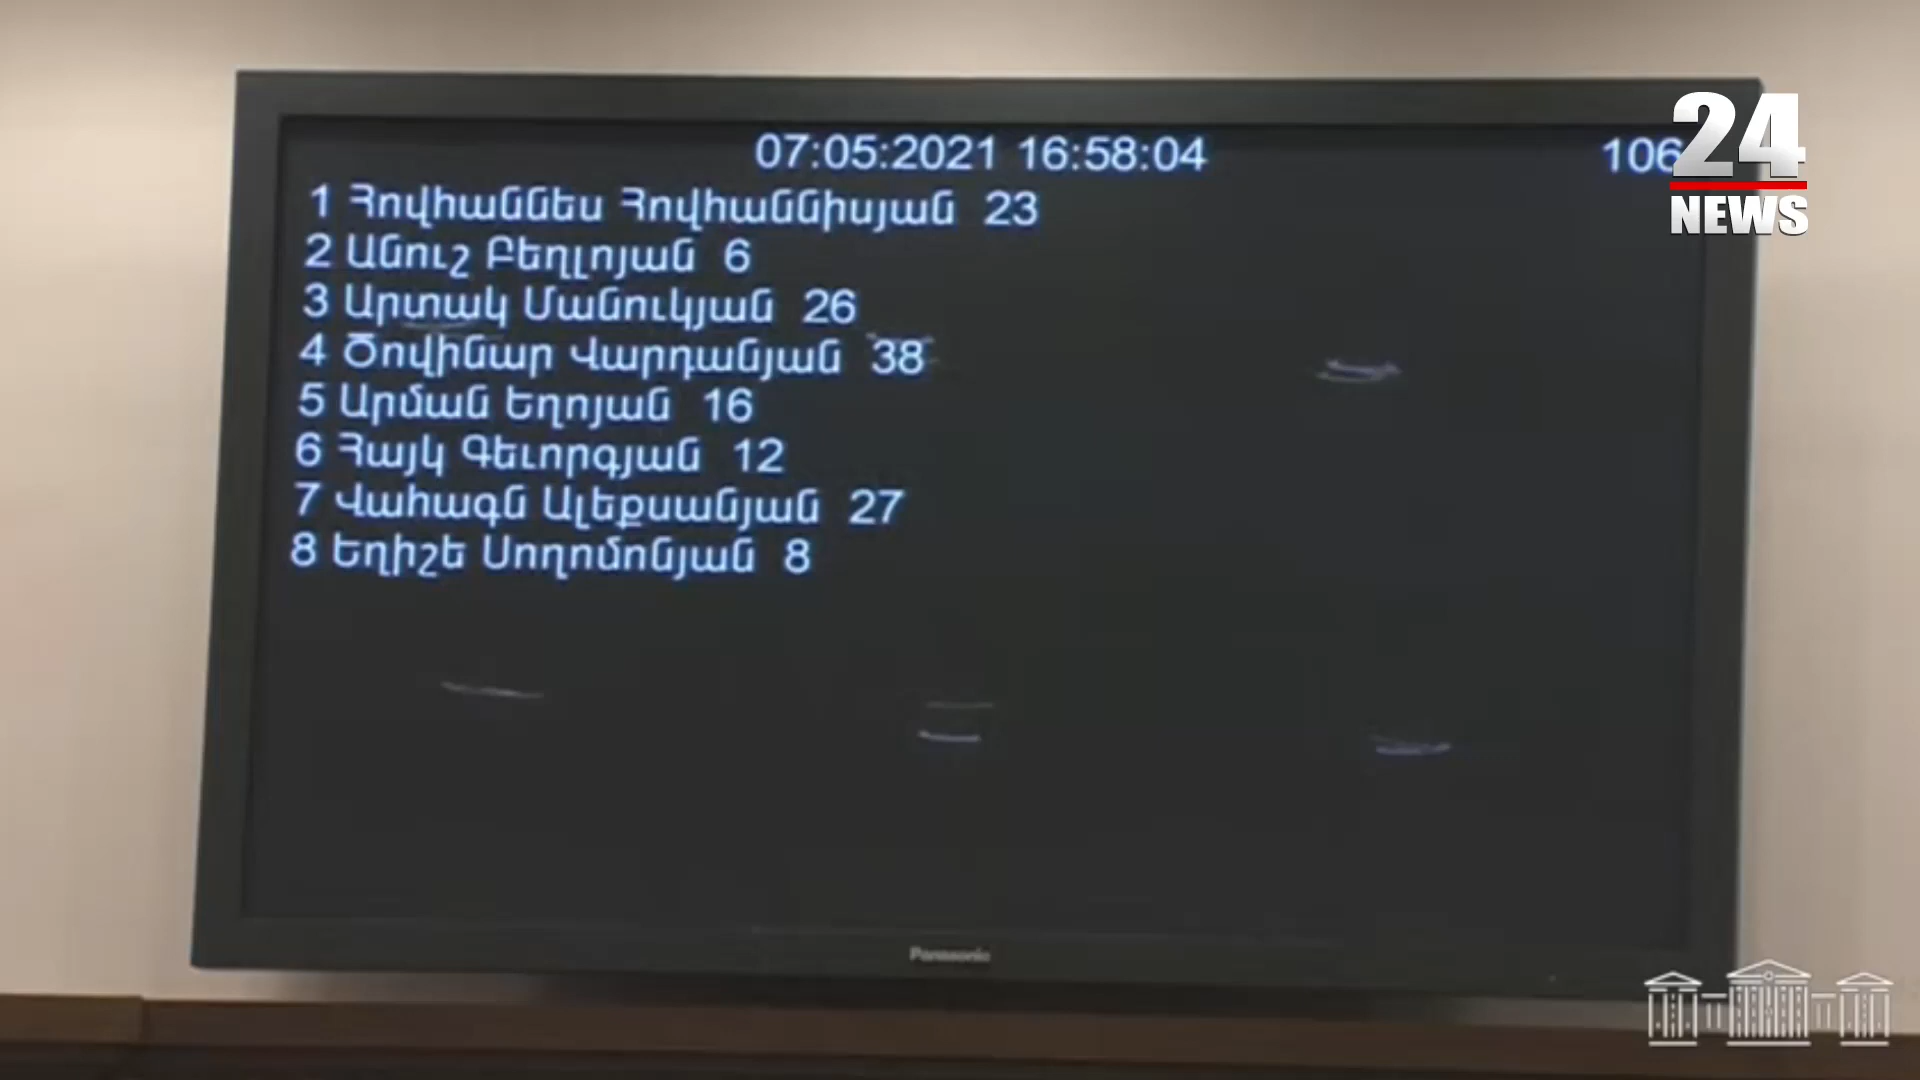 07:05:2021 16:58:04 106
24
NEWS
1 Հովհաննես Հովհաննիսյան 23
2 Անուշ Բեղլոյան 6
3 Արտակ Մանուկյան 26
4 Ծովինար Վարդանյան 38
5 Արման Եղոյան 16
6 Հայկ Գեւորգյան 12
7 Վահագն Ալեքսանյան 27
8 Եղիշե Սողոմոնյան 8
Panasonic